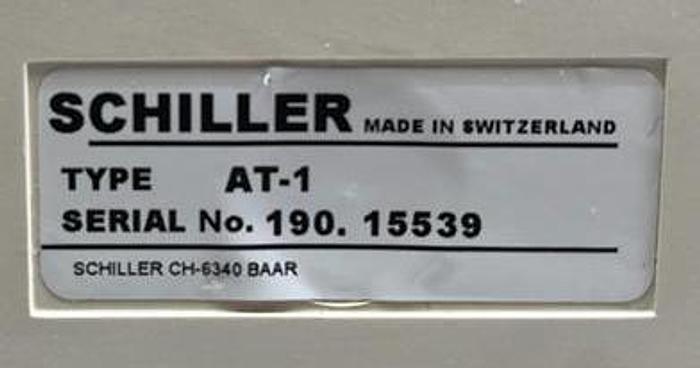 SCHILLER MADE IN SWITZERLAND
TYPE AT-1
SERIAL No. 190. 15539
SCHILLER CH-6340 BAAR